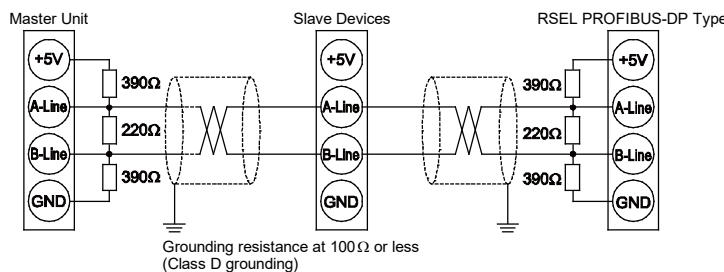 Master Unit
Slave Devices
RSEL PROFIBUS-DP Type
+5V
390Ω
A-Line
220Ω
B-Line
390Ω
GND
+5V
A-Line
B-Line
GND
+5V
390Ω
A-Line
220Ω
B-Line
390Ω
GND
Grounding resistance at 100Ω or less
(Class D grounding)